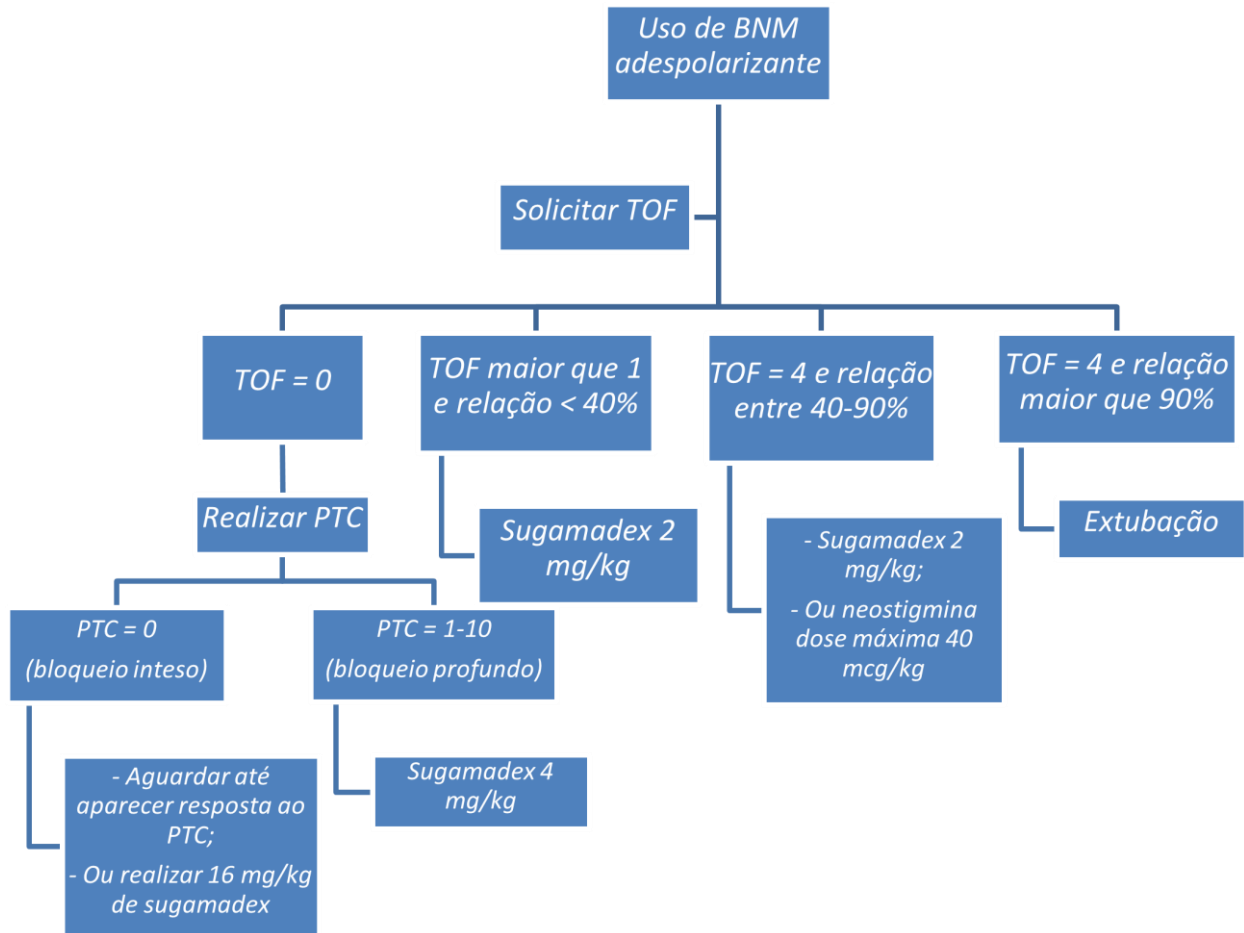 Uso de BNM
adespolarizante
Solicitar TOF
TOF = 0
TOF maior que 1
e relação < 40%
TOF = 4 e relação
entre 40-90%
TOF = 4 e relação
maior que 90%
Realizar PTC
Sugamadex 2
mg/kg
- Sugamadex 2
mg/kg;
- Ou neostigmina
dose máxima 40
mcg/kg
Extubação
PTC = 0
(bloqueio inteso)
PTC = 1-10
(bloqueio profundo)
- Aguardar até
aparecer resposta ao
PTC;
- Ou realizar 16 mg/kg
de sugamadex
Sugamadex 4
mg/kg